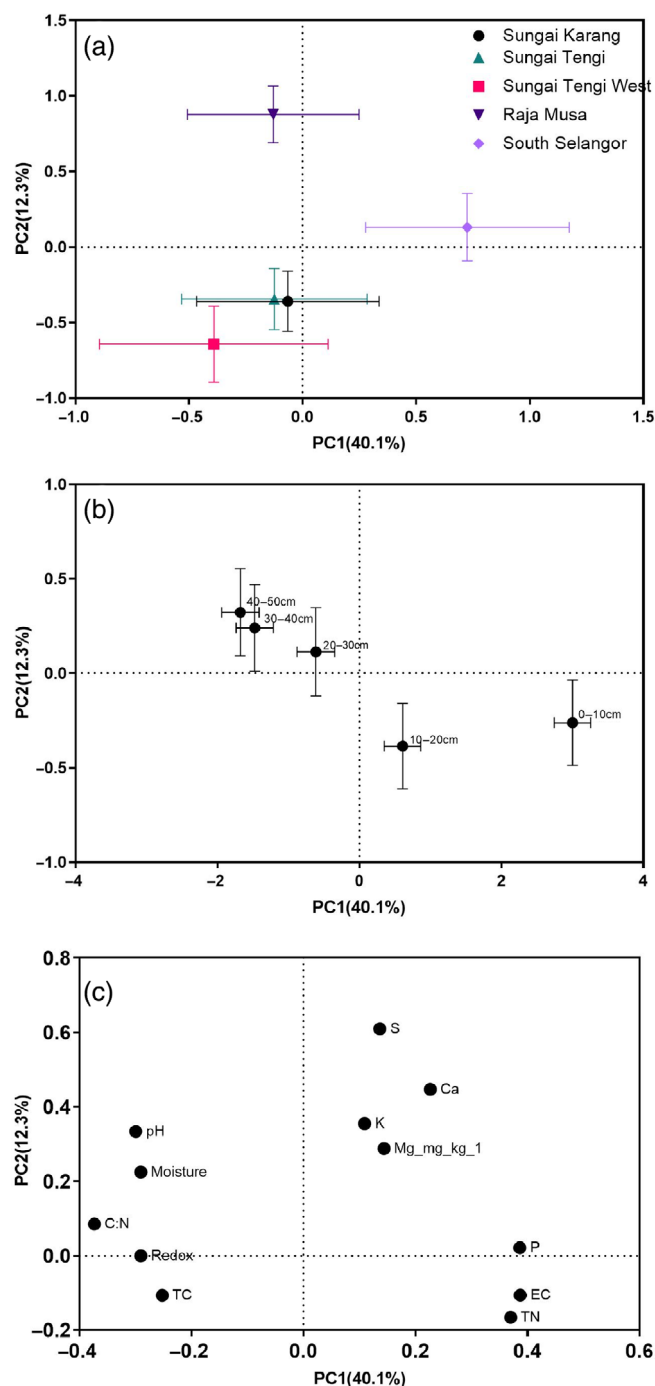 (a)
Sungai Karang
Sungai Tengi
Sungai Tengi West
Raja Musa
South Selangor
1.5
1.0
0.5
0.0
−0.5
−1.0
PC2(12.3%)
−1.0
−0.5
0.0
0.5
1.0
1.5
PC1(40.1%)
(b)
1.0
0.5
0.0
−0.5
−1.0
PC2(12.3%)
40−50cm
30−40cm
20−30cm
10−20cm
0−10cm
−4
−2
0
2
4
PC1(40.1%)
(c)
0.8
0.6
0.4
0.2
0.0
−0.2
PC2(12.3%)
S
Ca
K
pH
Mg_mg_kg_1
Moisture
C:N
P
Redox
TC
EC
TN
−0.4
−0.2
0.0
0.2
0.4
0.6
PC1(40.1%)